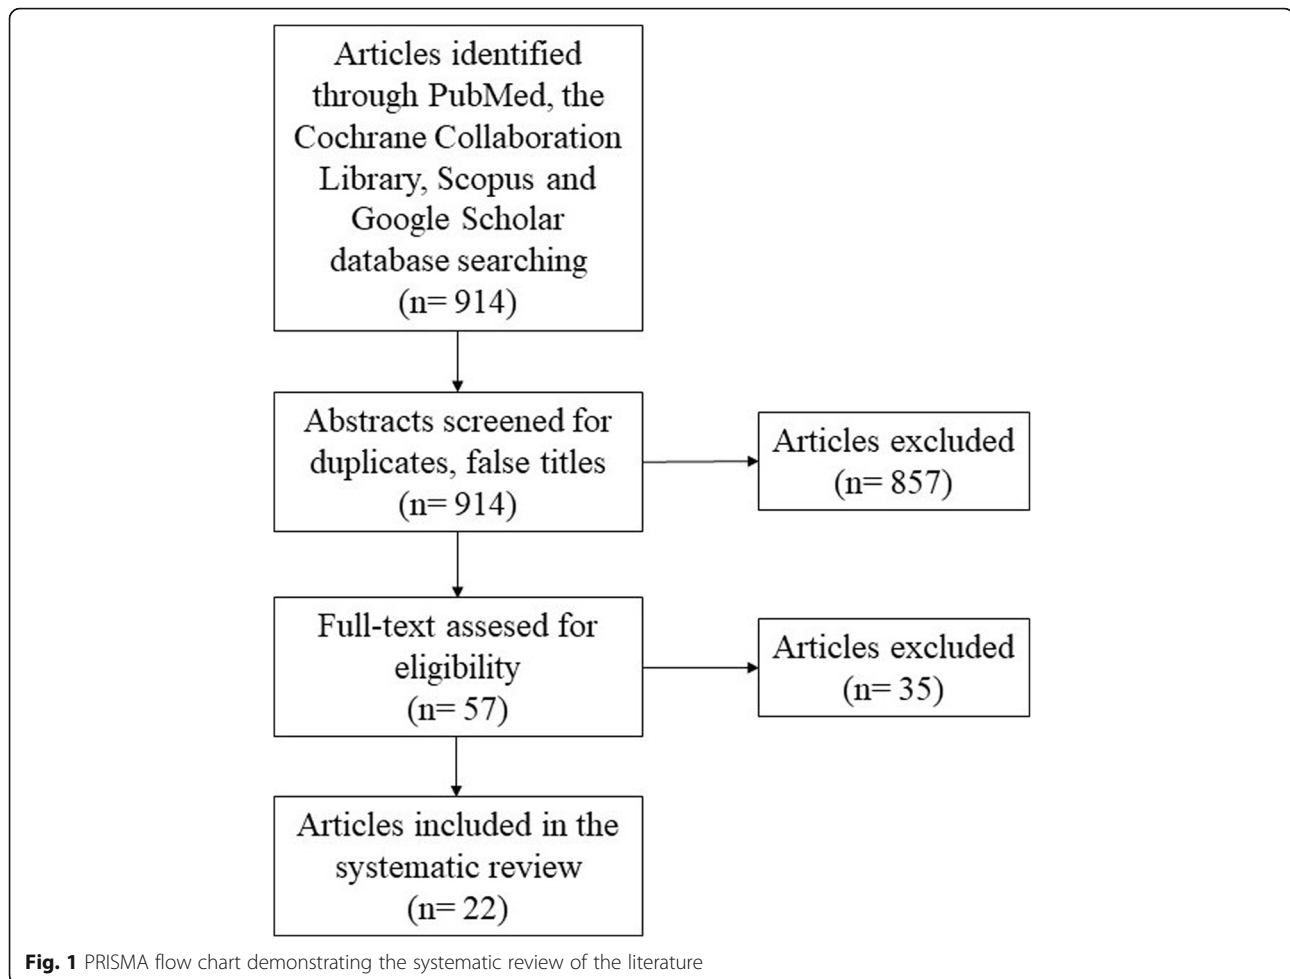 Articles identified
through PubMed, the
Cochrane Collaboration
Library, Scopus and
Google Scholar
database searching
(n= 914)
Abstracts screened for
duplicates, false titles
(n= 914)
Articles excluded
(n= 857)
Full-text assesed for
eligibility
(n= 57)
Articles excluded
(n= 35)
Articles included in the
systematic review
(n= 22)
Fig. 1 PRISMA flow chart demonstrating the systematic review of the literature